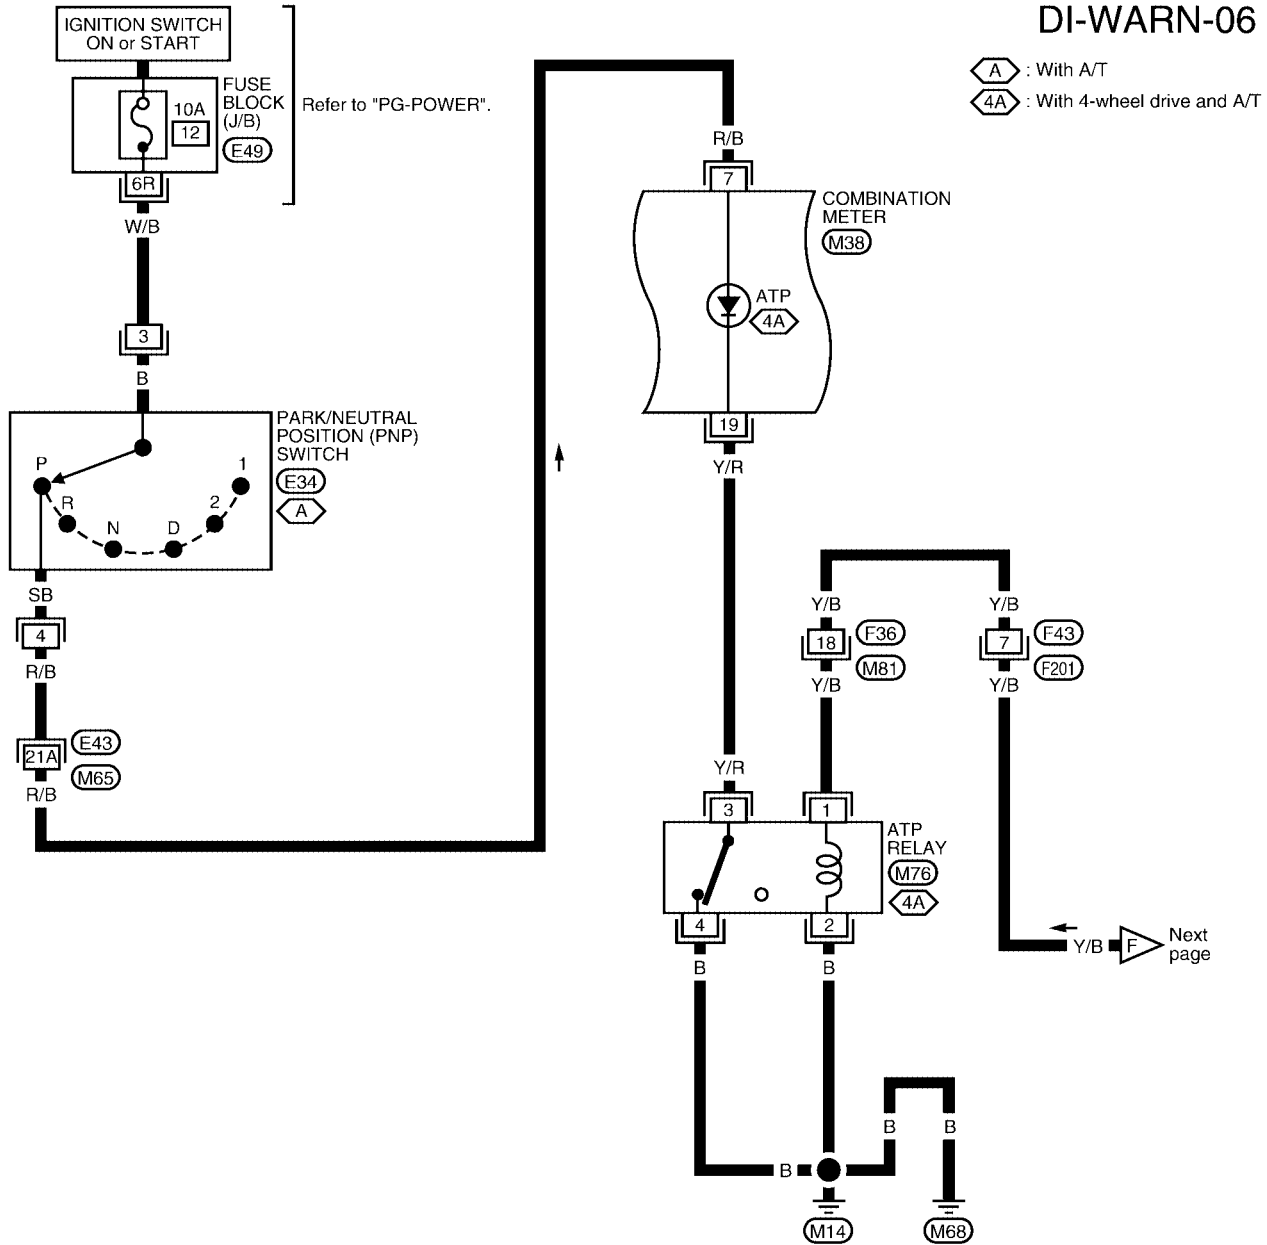 DI-WARN-06
A : With A/T
4A : With 4-wheel drive and A/T
IGNITION SWITCH
ON or START
FUSE
BLOCK
(J/B)
10A
12
E49
Refer to "PG-POWER".
6R
W/B
3
B
PARK/NEUTRAL
POSITION (PNP)
SWITCH
E34
A
P
R
N
D
2
1
SB
4
R/B
21A
E43
M65
R/B
R/B
7
COMBINATION
METER
M38
ATP
4A
19
Y/R
Y/B
Y/B
18
F36
M81
7
F43
F201
Y/B
Y/B
Y/R
3
1
ATP
RELAY
M76
4A
4
2
B
B
Y/B
F
Next
page
B
B
B
M14
M68